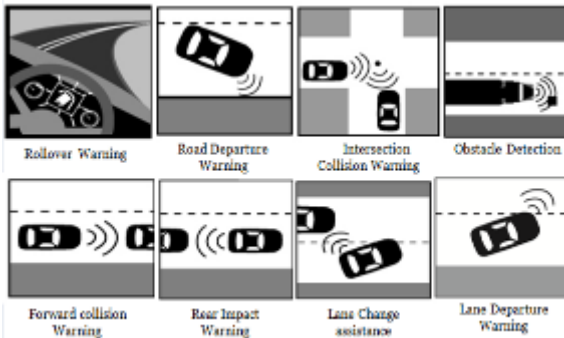 Rollover Warning
Road Departure
Warning
Intersection
Collision Warning
Obstacle Detection
Forward collision
Warning
Rear Impact
Warning
Lane Change
assistance
Lane Departure
Warning